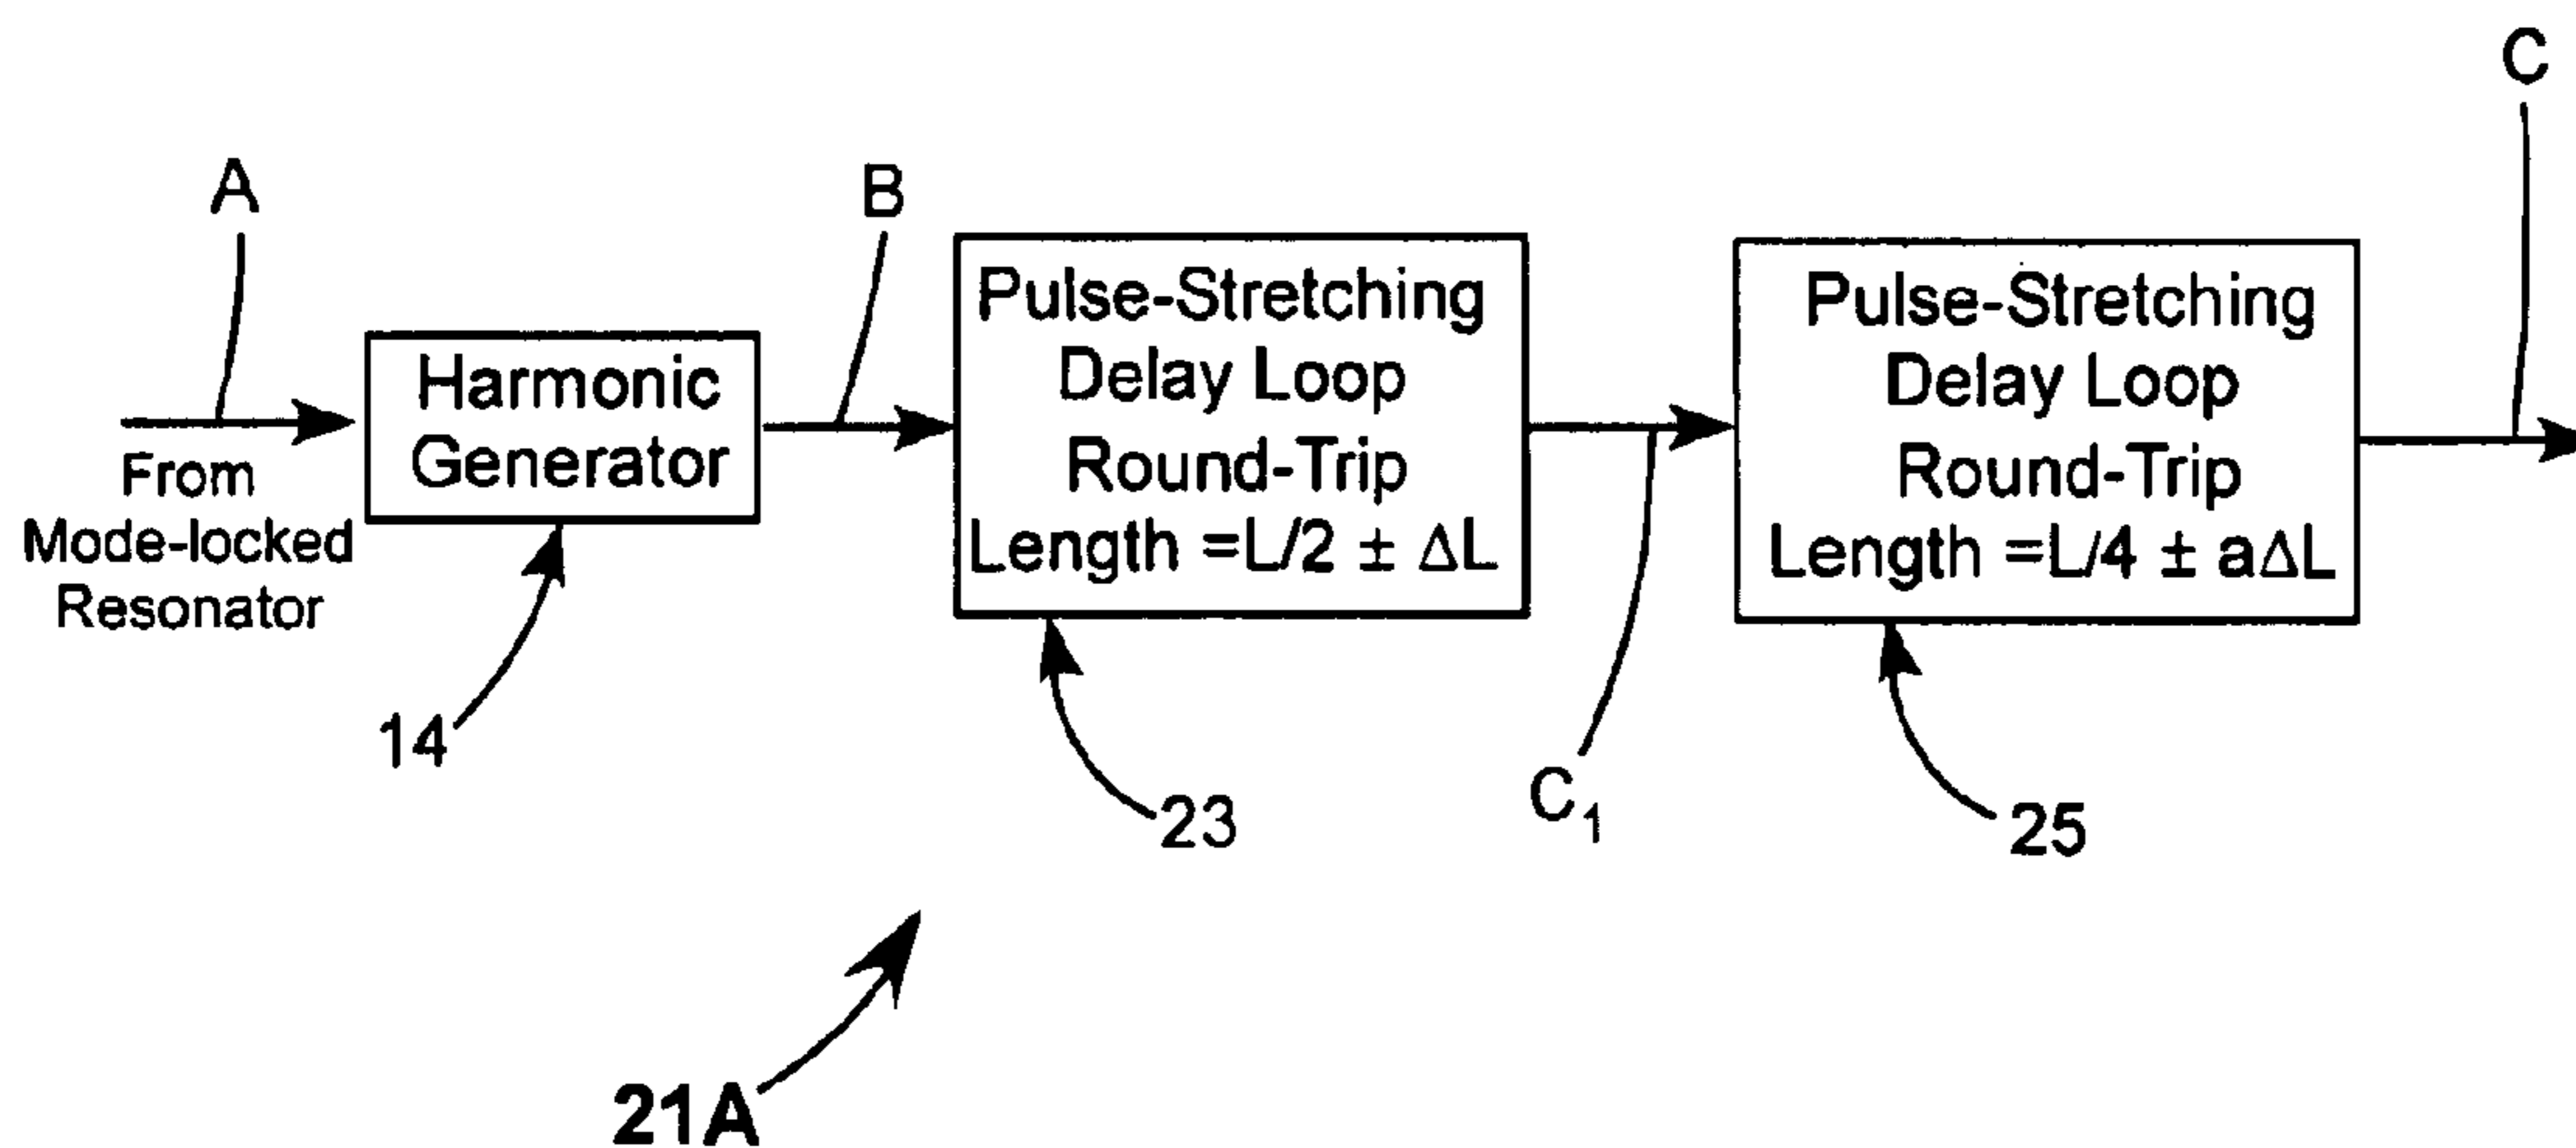 A
From
Mode-locked
Resonator
Harmonic
Generator
14
B
Pulse-Stretching
Delay Loop
Round-Trip
Length =L/2 ± ΔL
23
C₁
Pulse-Stretching
Delay Loop
Round-Trip
Length =L/4 ± aΔL
25
C
21A